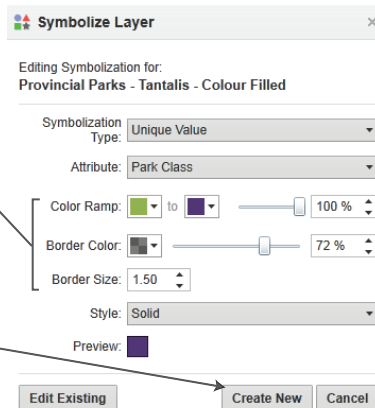 Symbolize Layer
Editing Symbolization for:
Provincial Parks - Tantalis - Colour Filled
Symbolization
Type: Unique Value
Attribute: Park Class
Color Ramp: to 100 %
Border Color: 72 %
Border Size: 1.50
Style: Solid
Preview:
Edit Existing Create New Cancel